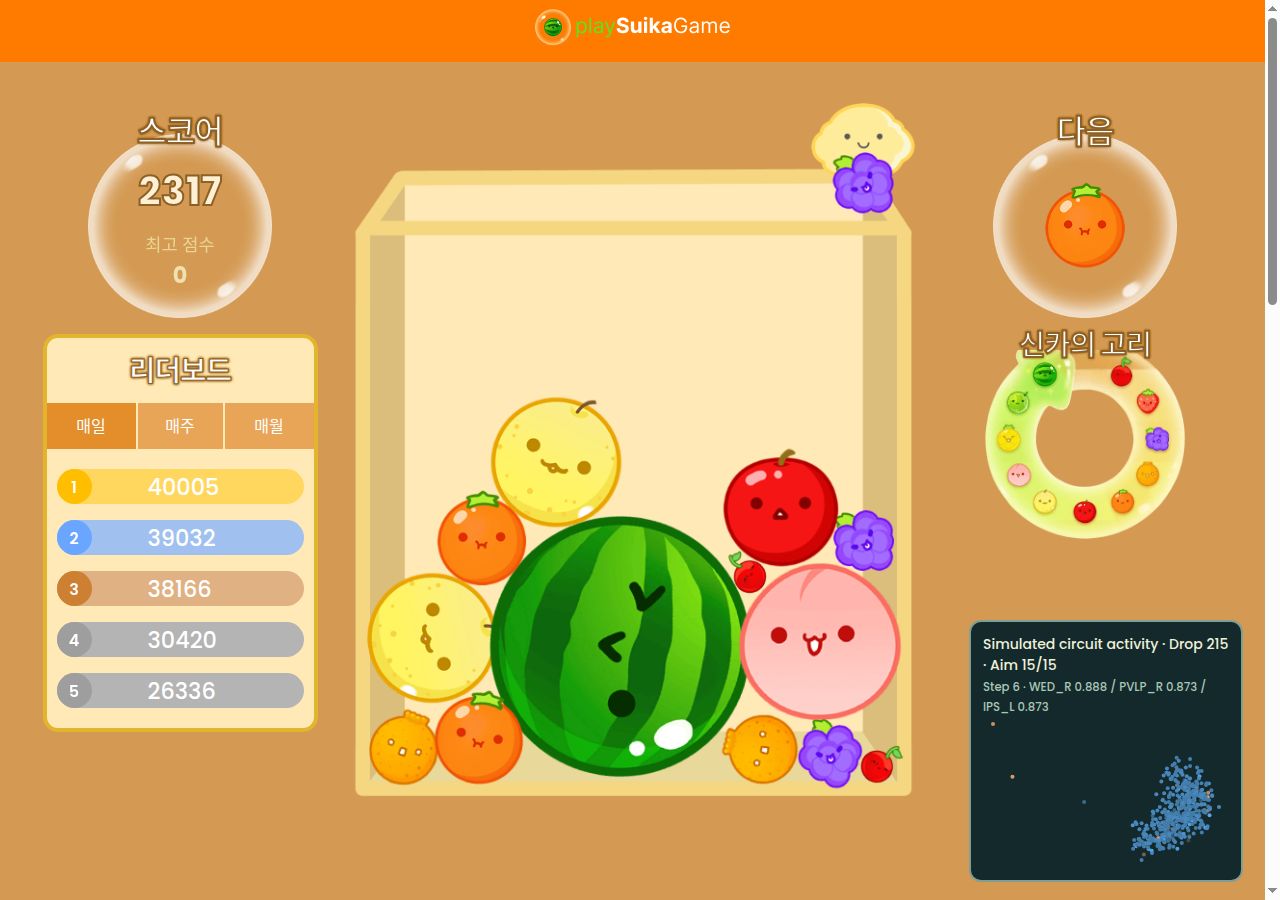 playSuikaGame
스코어
2317
최고 점수
0
리더보드
매일 매주 매월
1 40005
2 39032
3 38166
4 30420
5 26336
다음
신카의 고리
Simulated circuit activity · Drop 215
· Aim 15/15
Step 6 · WED_R 0.888 / PVLP_R 0.873 /
IPS_L 0.873